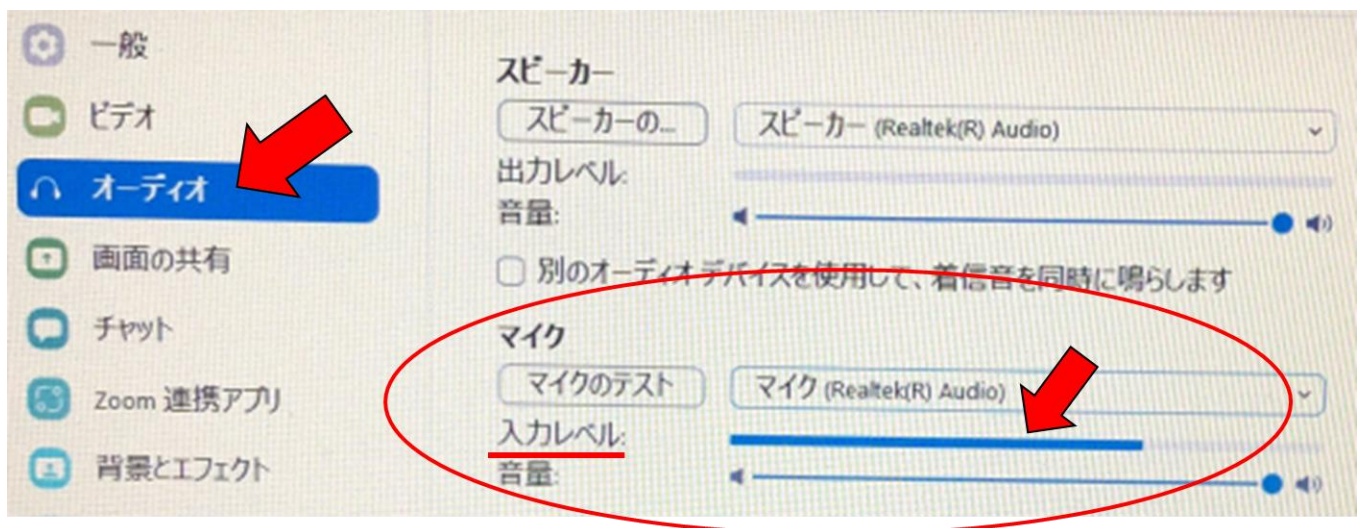 一般
ビデオ
オーディオ
画面の共有
チャット
Zoom 連携アプリ
背景とエフェクト
スピーカー
スピーカーの...
スピーカー (Realtek(R) Audio)
出力レベル:
音量:
別のオーディオ デバイスを使用して、着信音を同時に鳴らします
マイク
マイクのテスト
マイク (Realtek(R) Audio)
入力レベル:
音量: